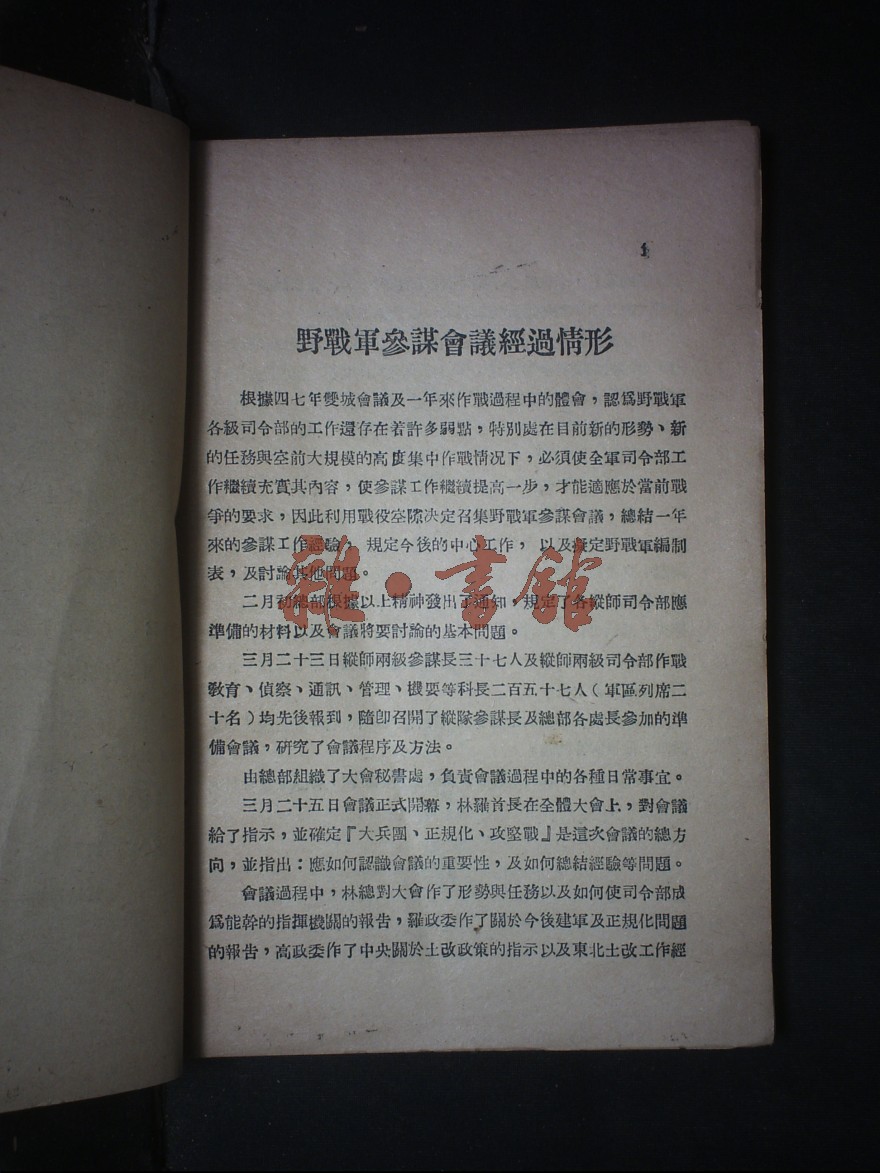 1
野戰軍參謀會議經過情形
根據四七年雙城會議及一年來作戰過程中的體會，認爲野戰軍
各級司令部的工作還存在着許多弱點，特別處在目前新的形勢、新
的任務與空前大規模的高度集中作戰情况下，必須使全軍司令部工
作繼續充實其內容，使參謀工作繼續提高一步，才能適應於當前戰
爭的要求，因此利用戰役空隙决定召集野戰軍參謀會議，總結一年
來的參謀工作經驗，規定今後的中心工作，以及擬定野戰軍編制
表，及討論其他問題。
二月初總部根據以上精神發出了通知，規定了各縱師司令部應
準備的材料以及會議將要討論的基本問題。
三月二十三日縱師兩級參謀長三十七人及縱師兩級司令部作戰
敎育、偵察、通訊、管理、機要等科長二百五十七人（軍區列席二
十名）均先後報到，隨卽召開了縱隊參謀長及總部各處長參加的準
備會議，研究了會議程序及方法。
由總部組織了大會秘書處，負責會議過程中的各種日常事宜。
三月二十五日會議正式開幕，林羅首長在全體大會上，對會議
給了指示，並確定『大兵團、正規化、攻堅戰』是這次會議的總方
向，並指出：應如何認識會議的重要性，及如何總結經驗等問題。
會議過程中，林總對大會作了形勢與任務以及如何使司令部成
爲能幹的指揮機關的報告，羅政委作了關於今後建軍及正規化問題
的報告，高政委作了中央關於土改政策的指示以及東北土改工作經
雜·書館